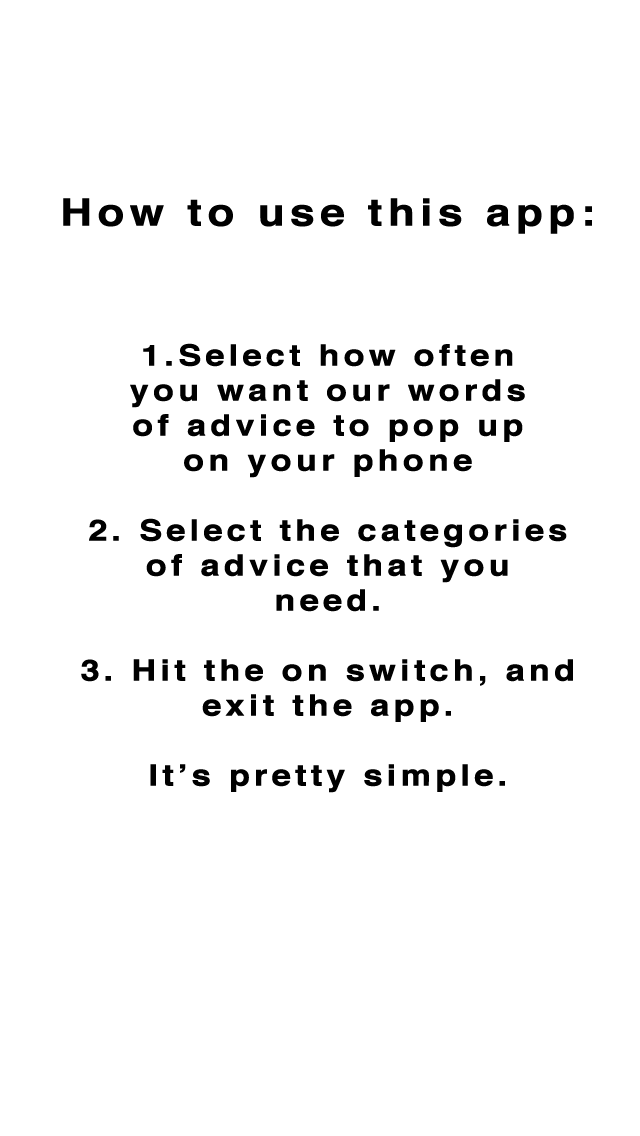 How to use this app:
1.Select how often
you want our words
of advice to pop up
on your phone
2. Select the categories
of advice that you
need.
3. Hit the on switch, and
exit the app.
It’s pretty simple.